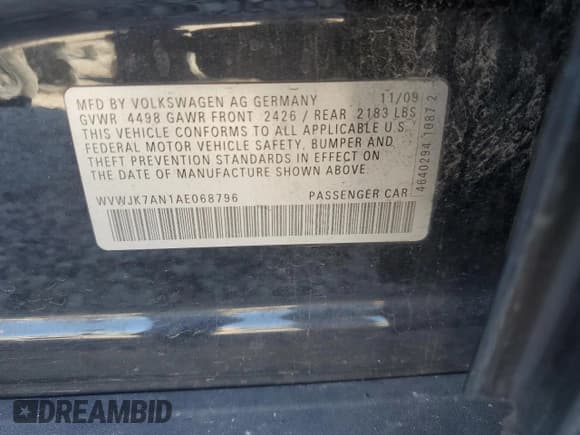 MFD BY VOLKSWAGEN AG GERMANY 11/09
GVWR 4498 GAWR FRONT 2426 / REAR 2183 LBS
THIS VEHICLE CONFORMS TO ALL APPLICABLE U.S.
FEDERAL MOTOR VEHICLE SAFETY, BUMPER AND
THEFT PREVENTION STANDARDS IN EFFECT ON
THE DATE OF MANUFACTURE SHOWN ABOVE.
WVWJK7AN1AE068796 PASSENGER CAR
4640294 1087-2
DREAMBID